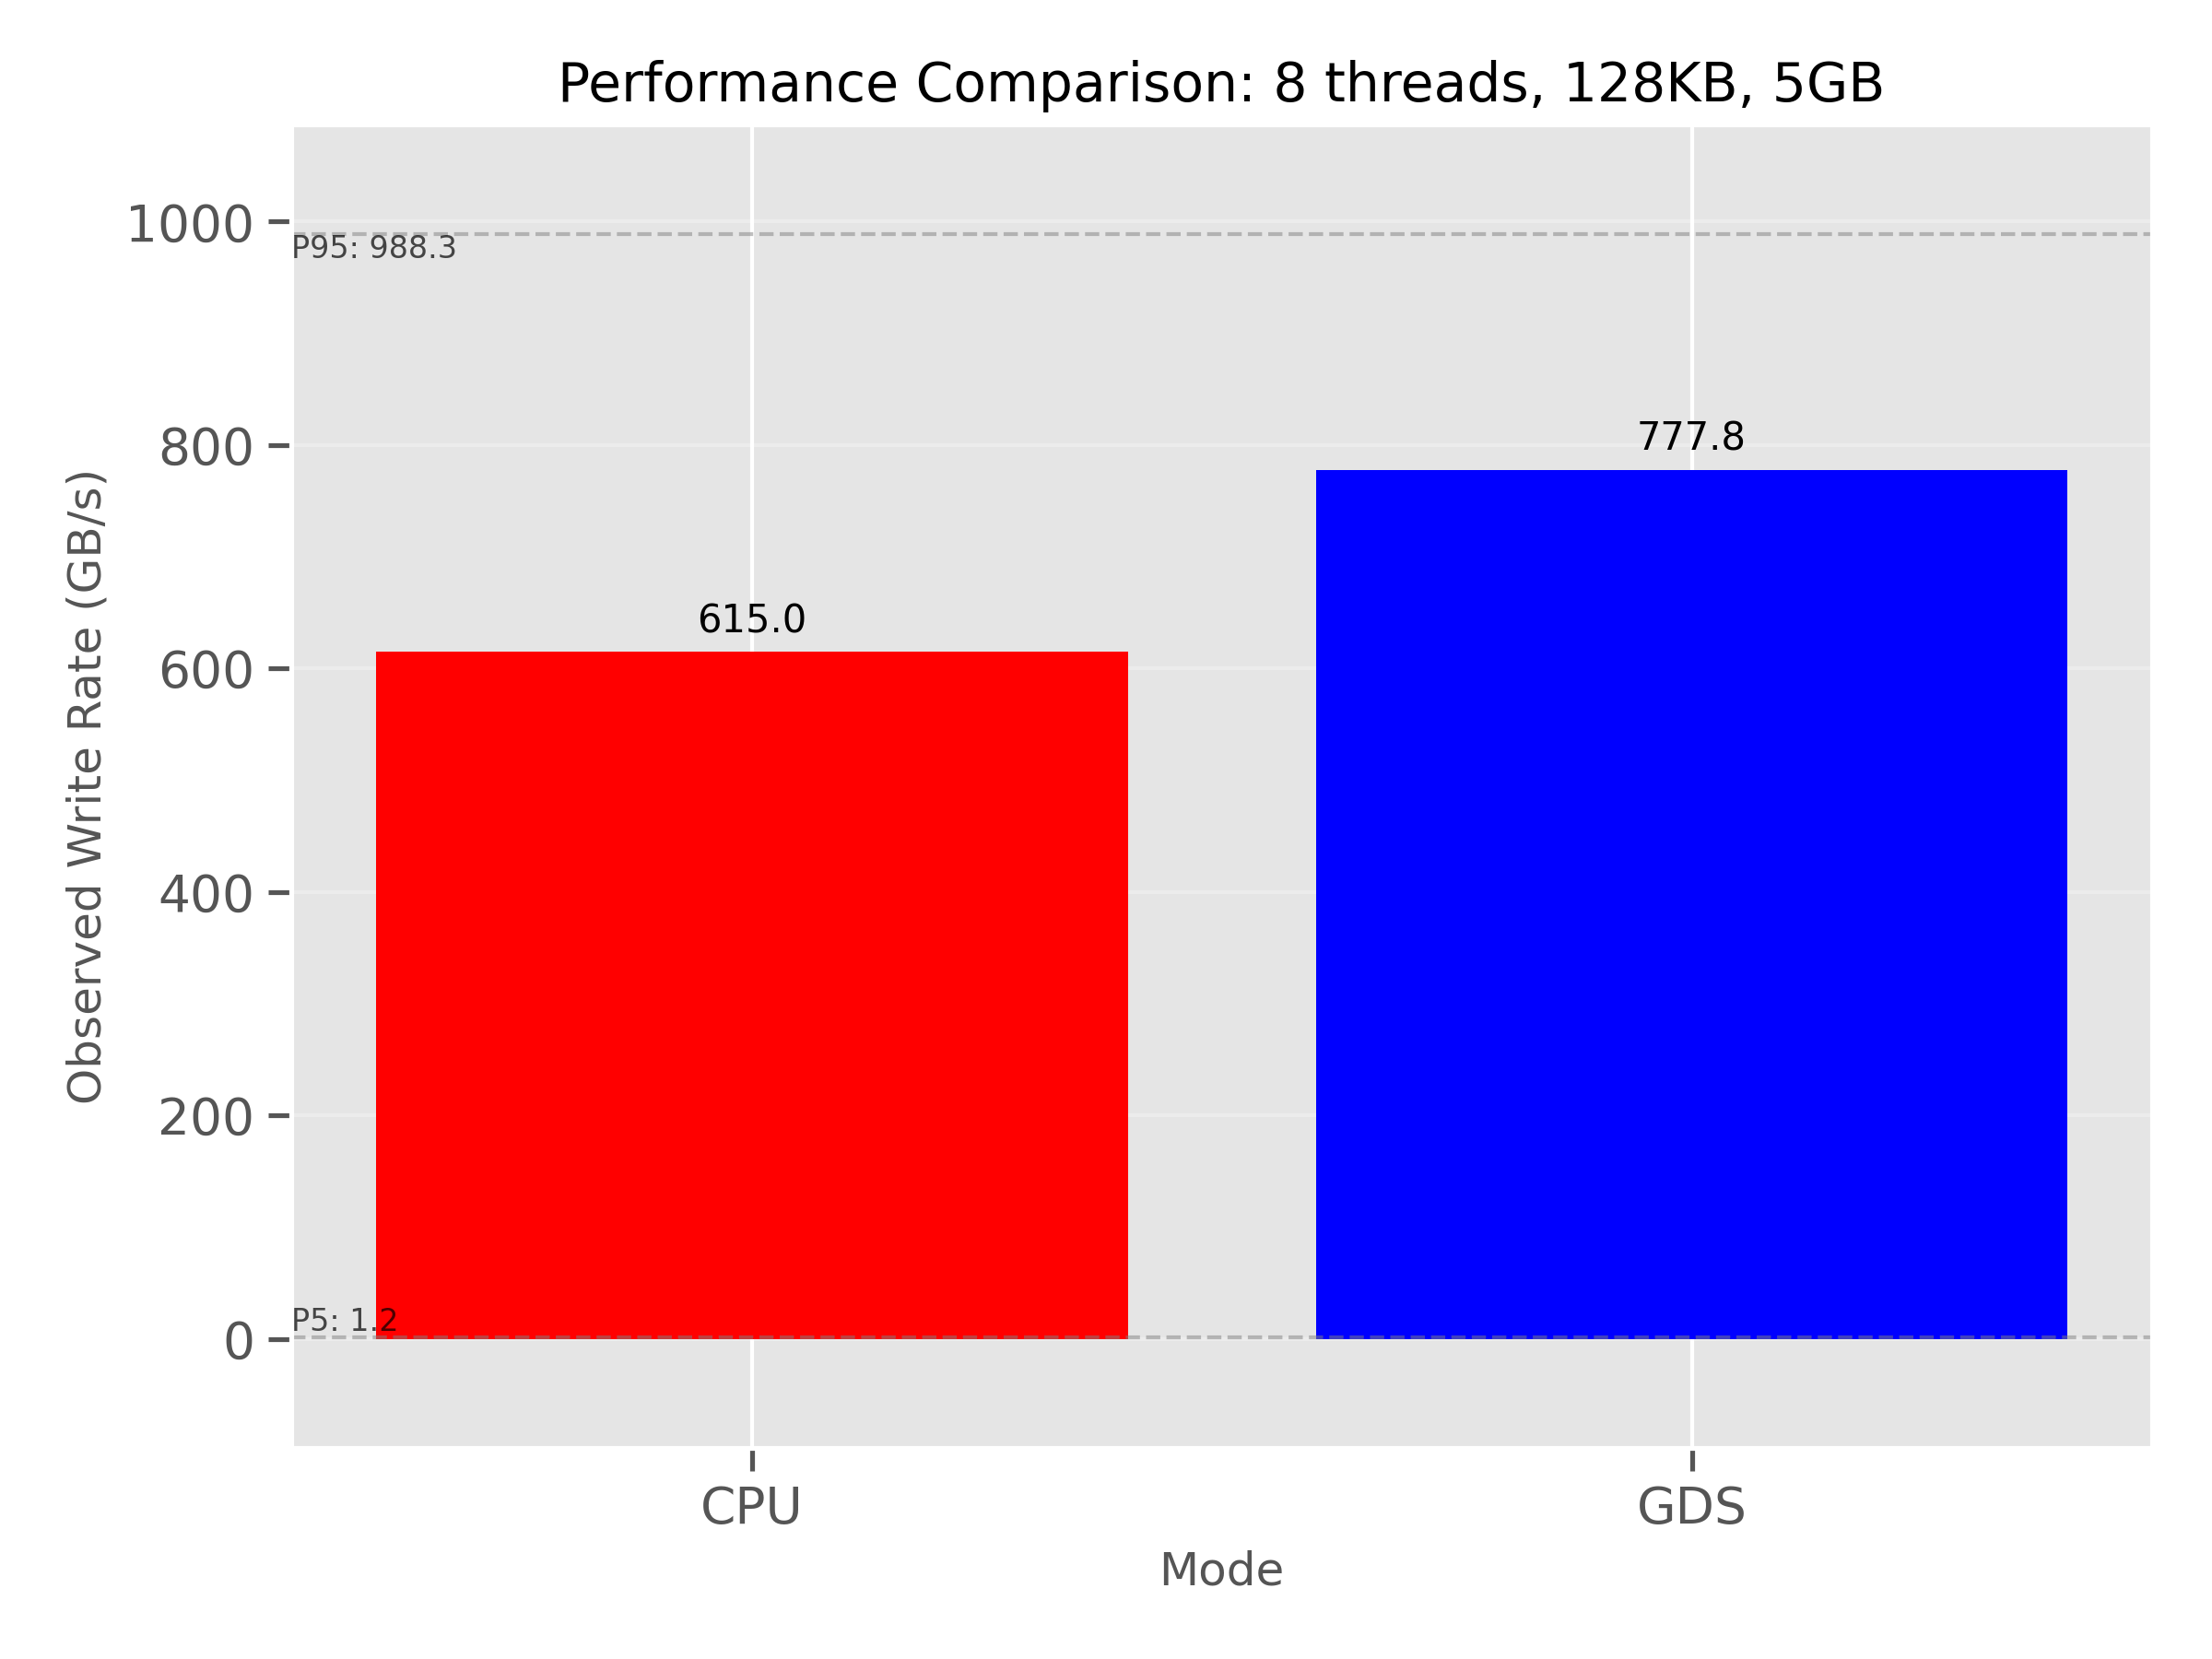 Performance Comparison: 8 threads, 128KB, 5GB
Observed Write Rate (GB/s)
1000
800
600
400
200
0
P95: 988.3
777.8
615.0
P5: 1.2
CPU
GDS
Mode